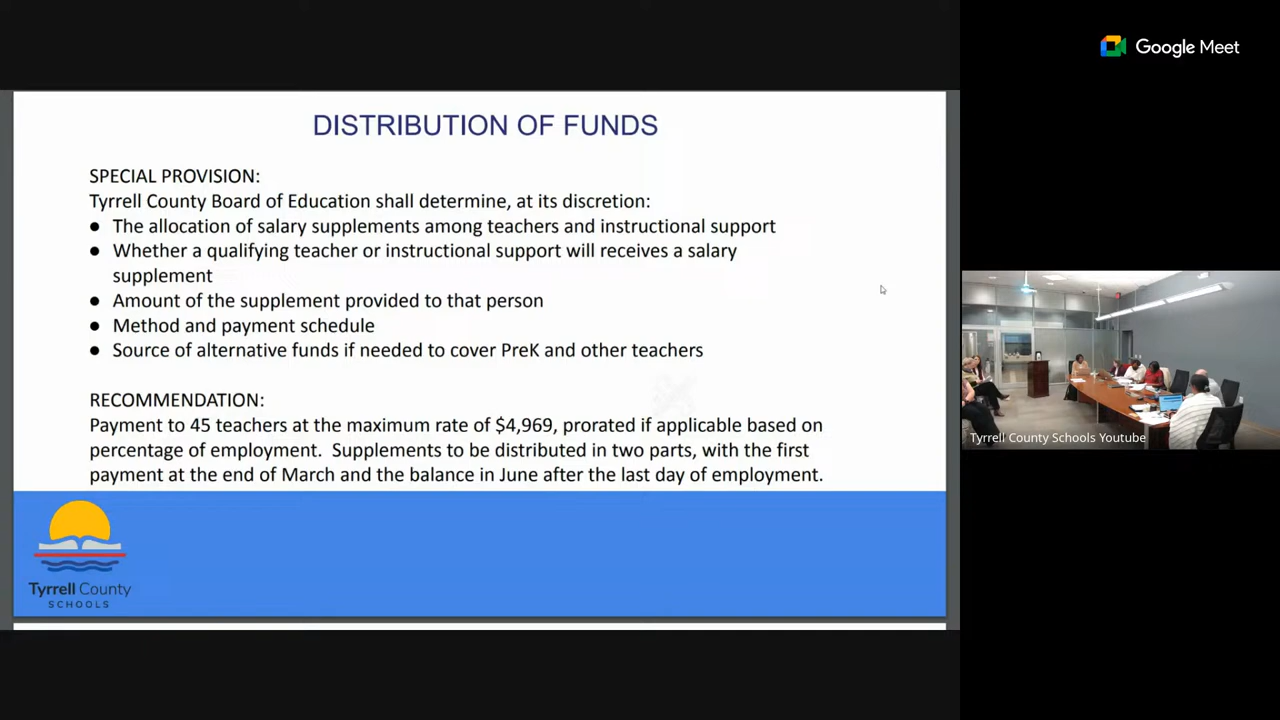 Google Meet
DISTRIBUTION OF FUNDS
SPECIAL PROVISION:
Tyrrell County Board of Education shall determine, at its discretion:
● The allocation of salary supplements among teachers and instructional support
● Whether a qualifying teacher or instructional support will receives a salary
supplement
● Amount of the supplement provided to that person
● Method and payment schedule
● Source of alternative funds if needed to cover PreK and other teachers
RECOMMENDATION:
Payment to 45 teachers at the maximum rate of $4,969, prorated if applicable based on
percentage of employment. Supplements to be distributed in two parts, with the first
payment at the end of March and the balance in June after the last day of employment.
Tyrrell County
SCHOOLS
Tyrrell County Schools Youtube